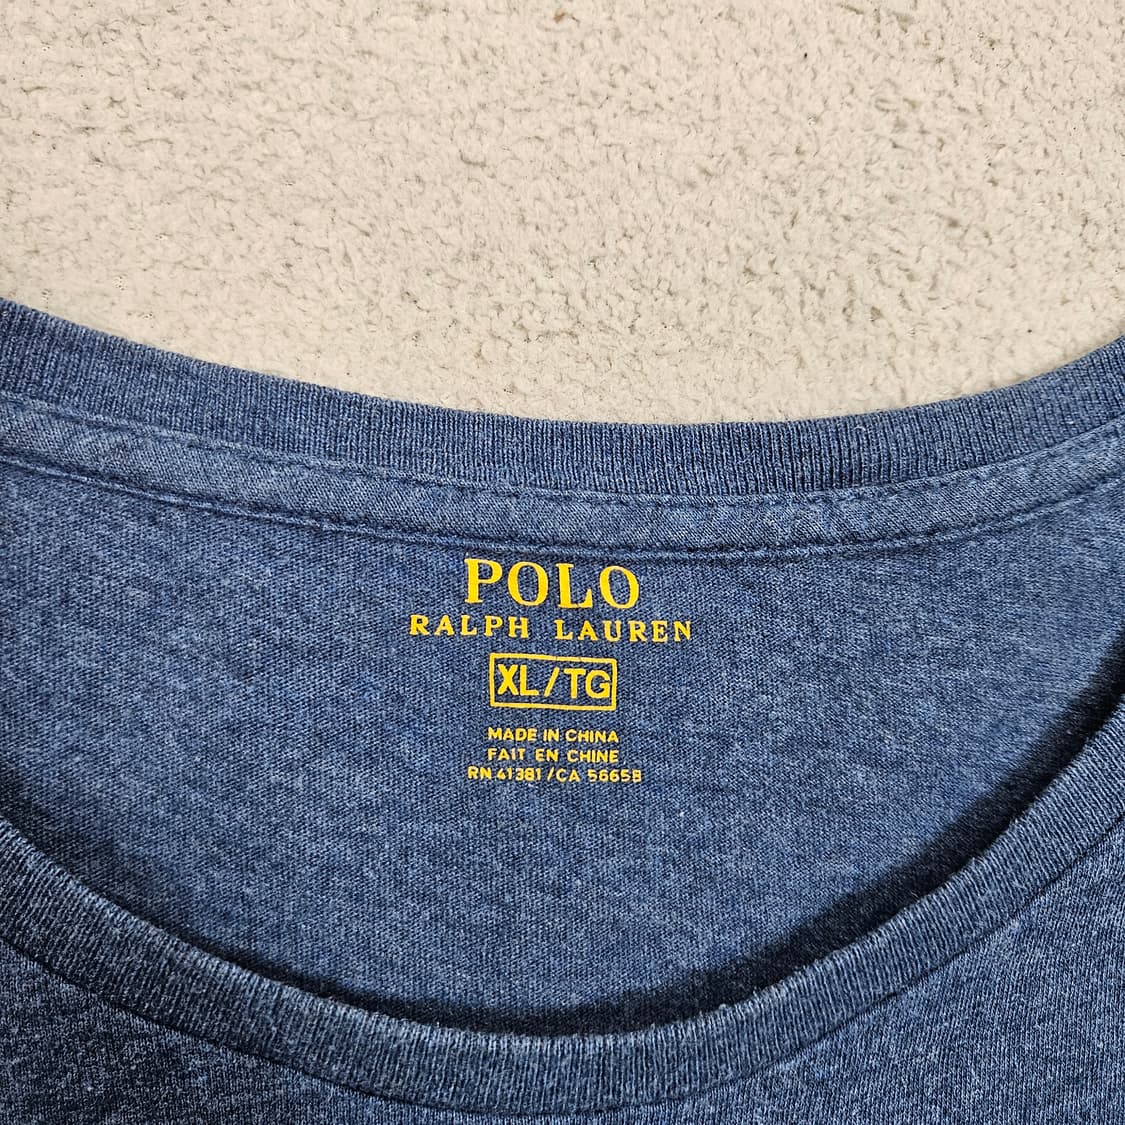 POLO
RALPH LAUREN
XL/TG
MADE IN CHINA
FAIT EN CHINE
RN 41381 /CA 56658